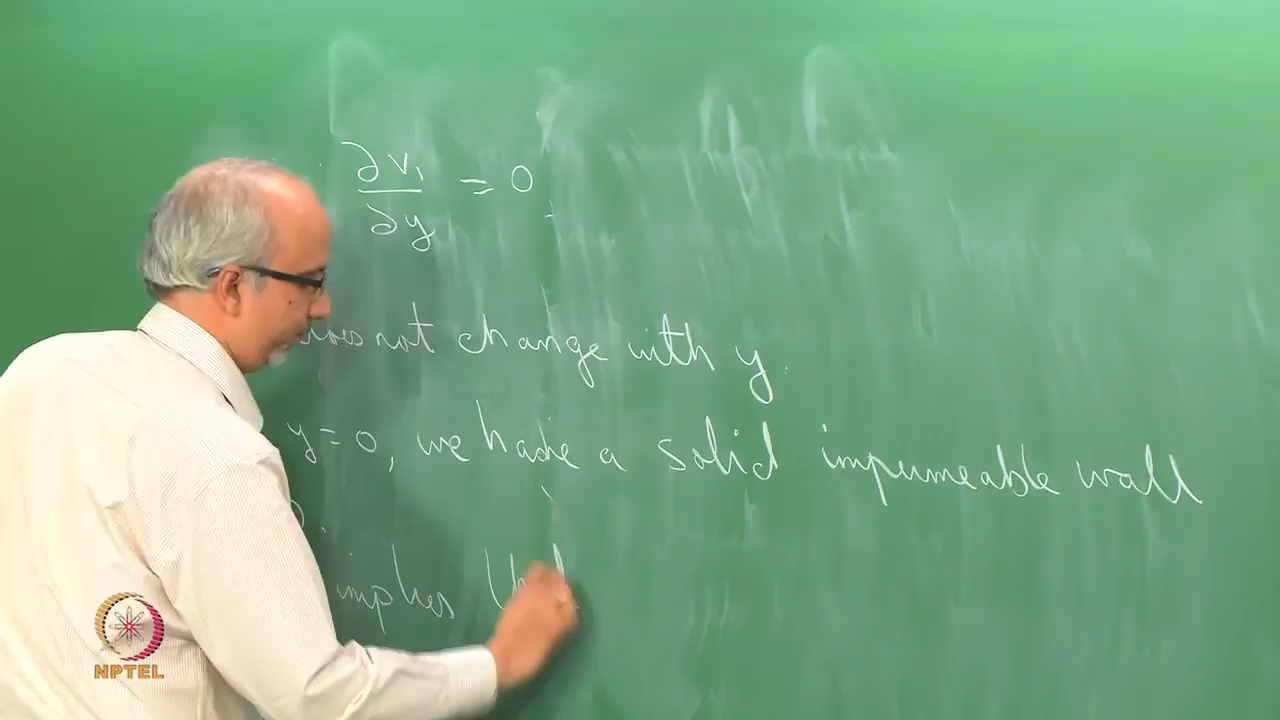 ∂v₁/∂y = 0
does not change with y.
y=0, we have a solid impermeable wall
implies that
NPTEL